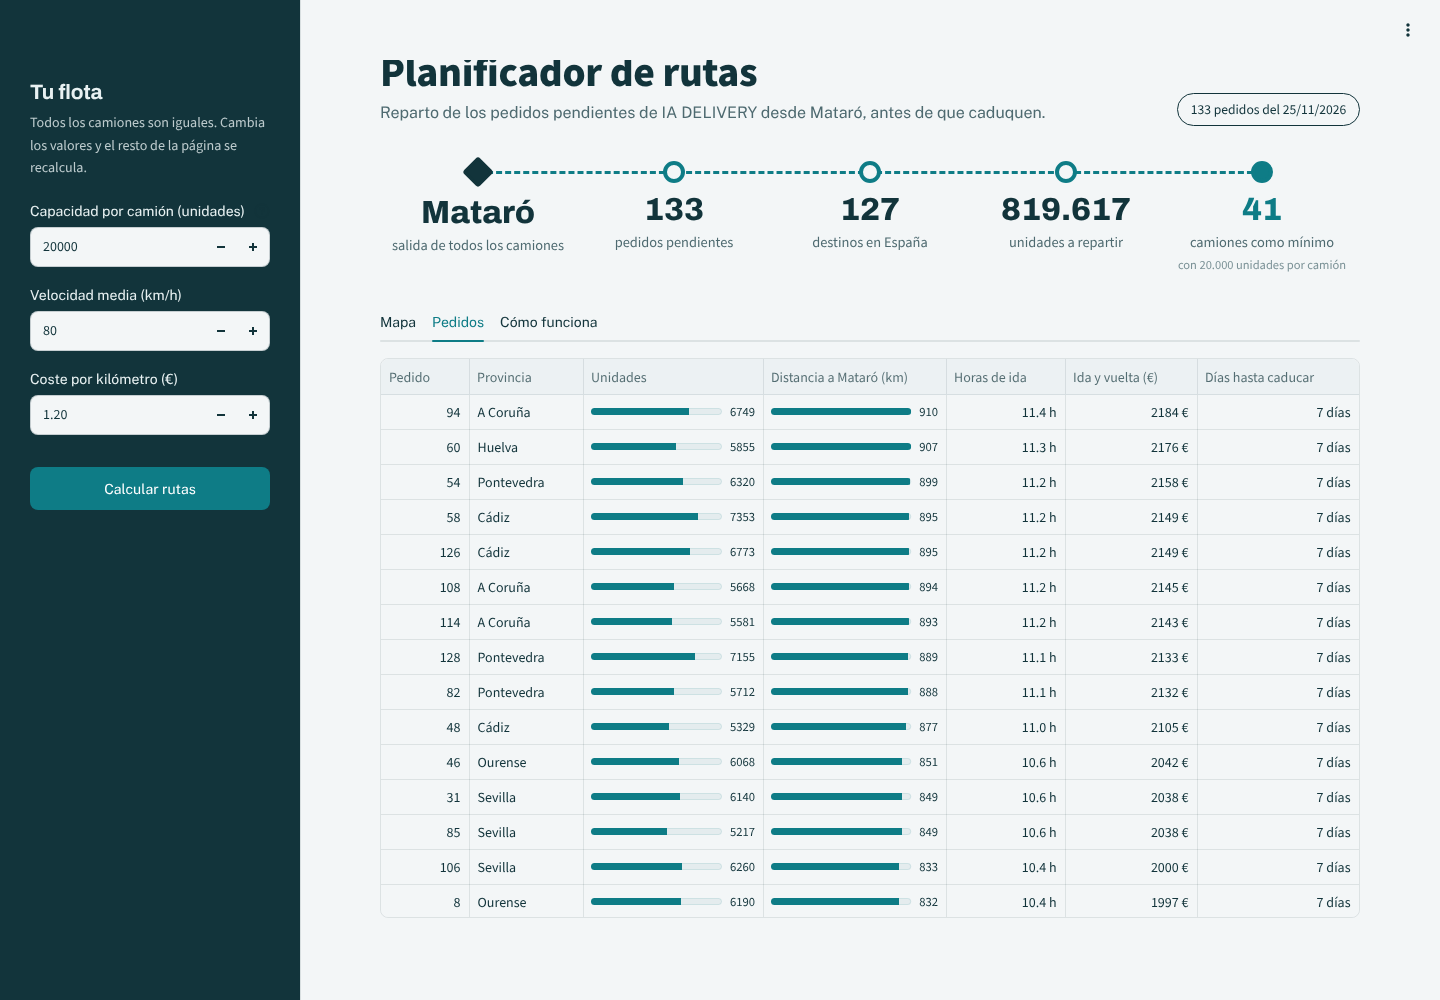 Tu flota
Todos los camiones son iguales. Cambia
los valores y el resto de la página se
recalcula.
Capacidad por camión (unidades)
20000 − +
Velocidad media (km/h)
80 − +
Coste por kilómetro (€)
1.20 − +
Calcular rutas
Planificador de rutas
Reparto de los pedidos pendientes de IA DELIVERY desde Mataró, antes de que caduquen.
133 pedidos del 25/11/2026
Mataró
salida de todos los camiones
133
pedidos pendientes
127
destinos en España
819.617
unidades a repartir
41
camiones como mínimo
con 20.000 unidades por camión
Mapa Pedidos Cómo funciona
Pedido Provincia Unidades Distancia a Mataró (km) Horas de ida Ida y vuelta (€) Días hasta caducar
94 A Coruña 6749 910 11.4 h 2184 € 7 días
60 Huelva 5855 907 11.3 h 2176 € 7 días
54 Pontevedra 6320 899 11.2 h 2158 € 7 días
58 Cádiz 7353 895 11.2 h 2149 € 7 días
126 Cádiz 6773 895 11.2 h 2149 € 7 días
108 A Coruña 5668 894 11.2 h 2145 € 7 días
114 A Coruña 5581 893 11.2 h 2143 € 7 días
128 Pontevedra 7155 889 11.1 h 2133 € 7 días
82 Pontevedra 5712 888 11.1 h 2132 € 7 días
48 Cádiz 5329 877 11.0 h 2105 € 7 días
46 Ourense 6068 851 10.6 h 2042 € 7 días
31 Sevilla 6140 849 10.6 h 2038 € 7 días
85 Sevilla 5217 849 10.6 h 2038 € 7 días
106 Sevilla 6260 833 10.4 h 2000 € 7 días
8 Ourense 6190 832 10.4 h 1997 € 7 días